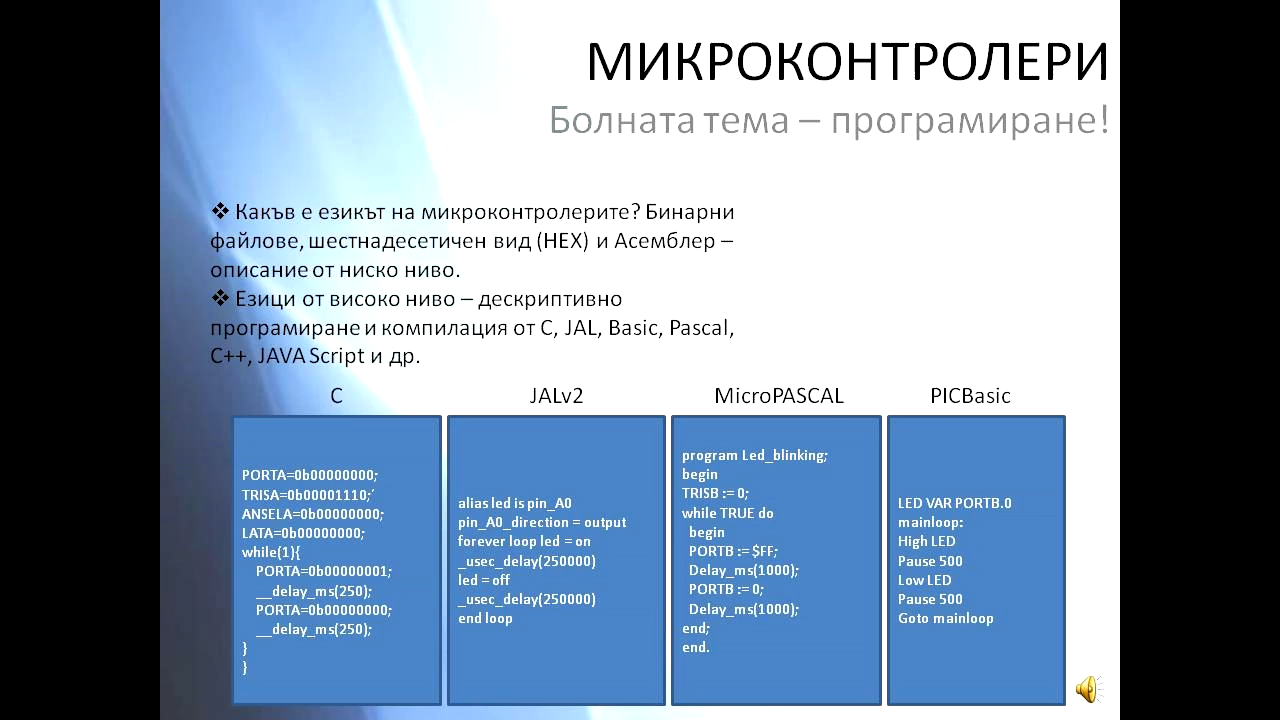 МИКРОКОНТРОЛЕРИ
Болната тема – програмиране!
❖ Какъв е езикът на микроконтролерите? Бинарни
файлове, шестнадесетичен вид (HEX) и Асемблер –
описание от ниско ниво.
❖ Езици от високо ниво – дескриптивно
програмиране и компилация от C, JAL, Basic, Pascal,
C++, JAVA Script и др.
C
PORTA=0b00000000;
TRISA=0b00001110;´
ANSELA=0b00000000;
LATA=0b00000000;
while(1){
PORTA=0b00000001;
__delay_ms(250);
PORTA=0b00000000;
__delay_ms(250);
}
}
JALv2
alias led is pin_A0
pin_A0_direction = output
forever loop led = on
_usec_delay(250000)
led = off
_usec_delay(250000)
end loop
MicroPASCAL
program Led_blinking;
begin
TRISB := 0;
while TRUE do
begin
PORTB := $FF;
Delay_ms(1000);
PORTB := 0;
Delay_ms(1000);
end;
end.
PICBasic
LED VAR PORTB.0
mainloop:
High LED
Pause 500
Low LED
Pause 500
Goto mainloop